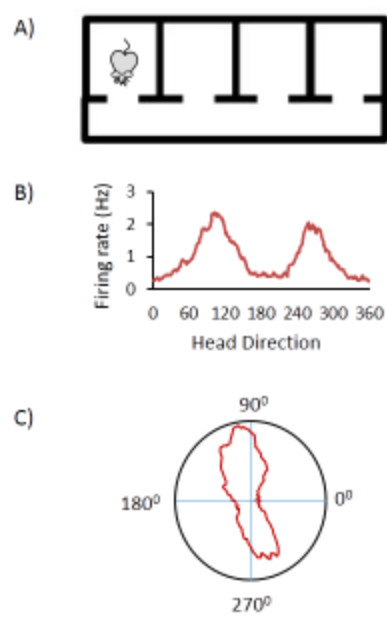 A)
B)
Firing rate (Hz)
3
2
1
0
0 60 120 180 240 300 360
Head Direction
C)
90⁰
180⁰
0⁰
270⁰